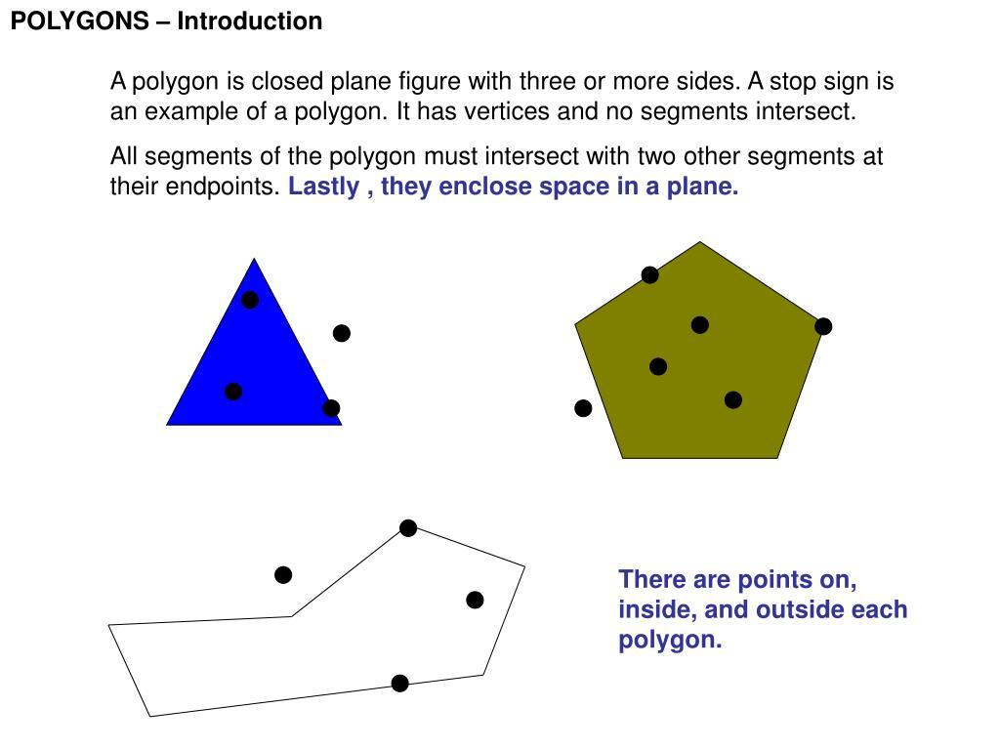 POLYGONS – Introduction
A polygon is closed plane figure with three or more sides. A stop sign is
an example of a polygon. It has vertices and no segments intersect.
All segments of the polygon must intersect with two other segments at
their endpoints. Lastly , they enclose space in a plane.
There are points on,
inside, and outside each
polygon.